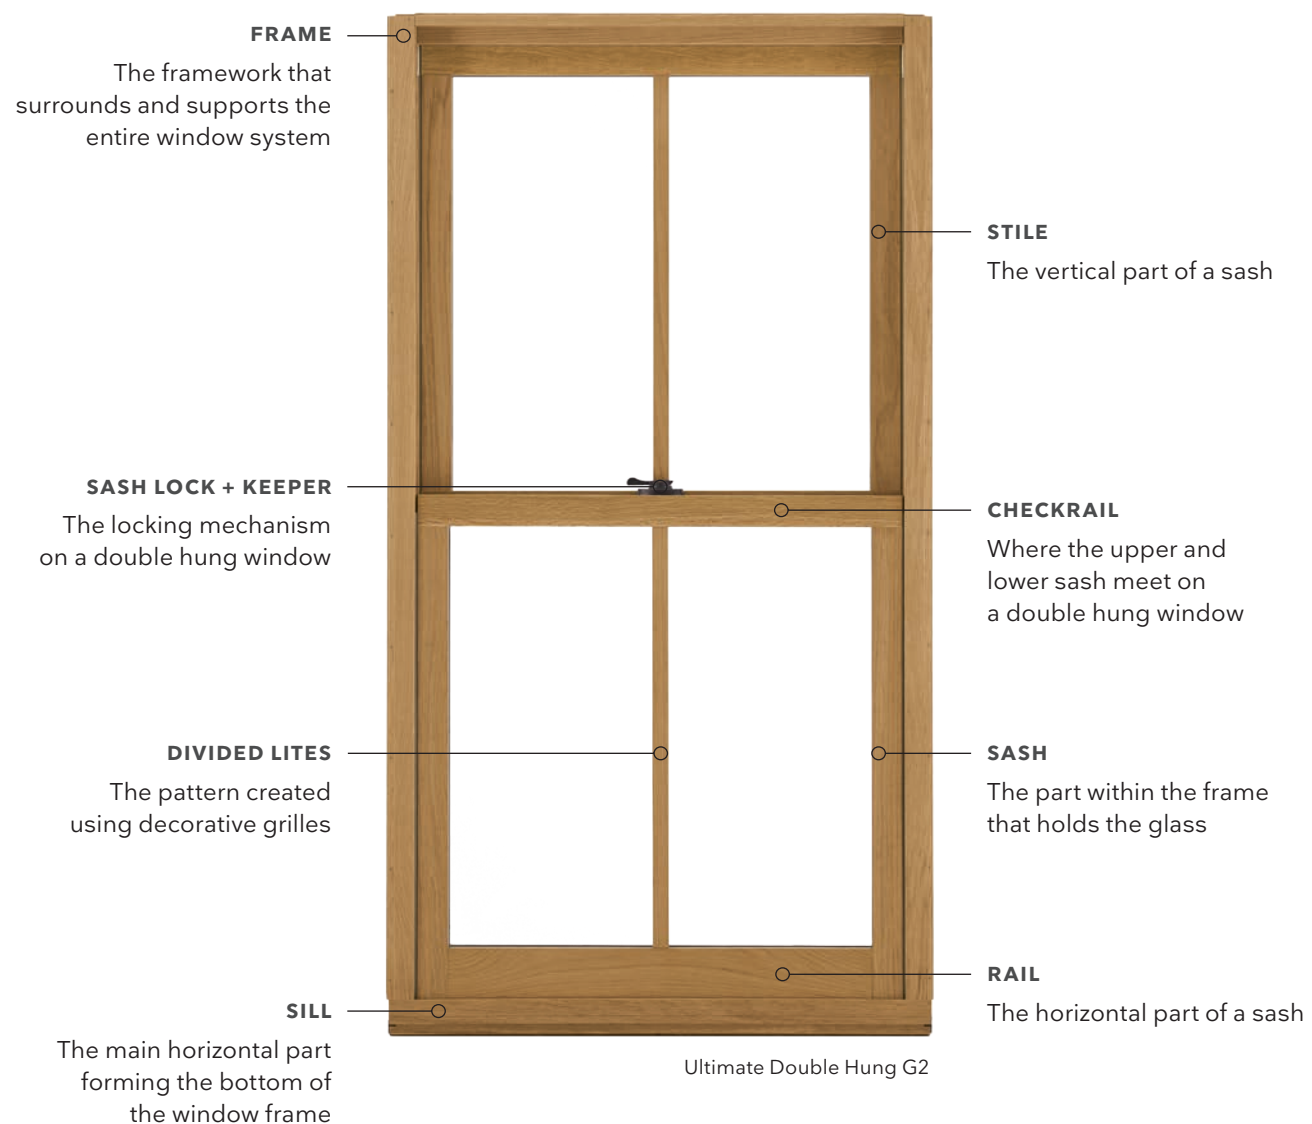 FRAME
The framework that
surrounds and supports the
entire window system
STILE
The vertical part of a sash
SASH LOCK + KEEPER
The locking mechanism
on a double hung window
CHECKRAIL
Where the upper and
lower sash meet on
a double hung window
DIVIDED LITES
The pattern created
using decorative grilles
SASH
The part within the frame
that holds the glass
RAIL
The horizontal part of a sash
SILL
The main horizontal part
forming the bottom of
the window frame
Ultimate Double Hung G2